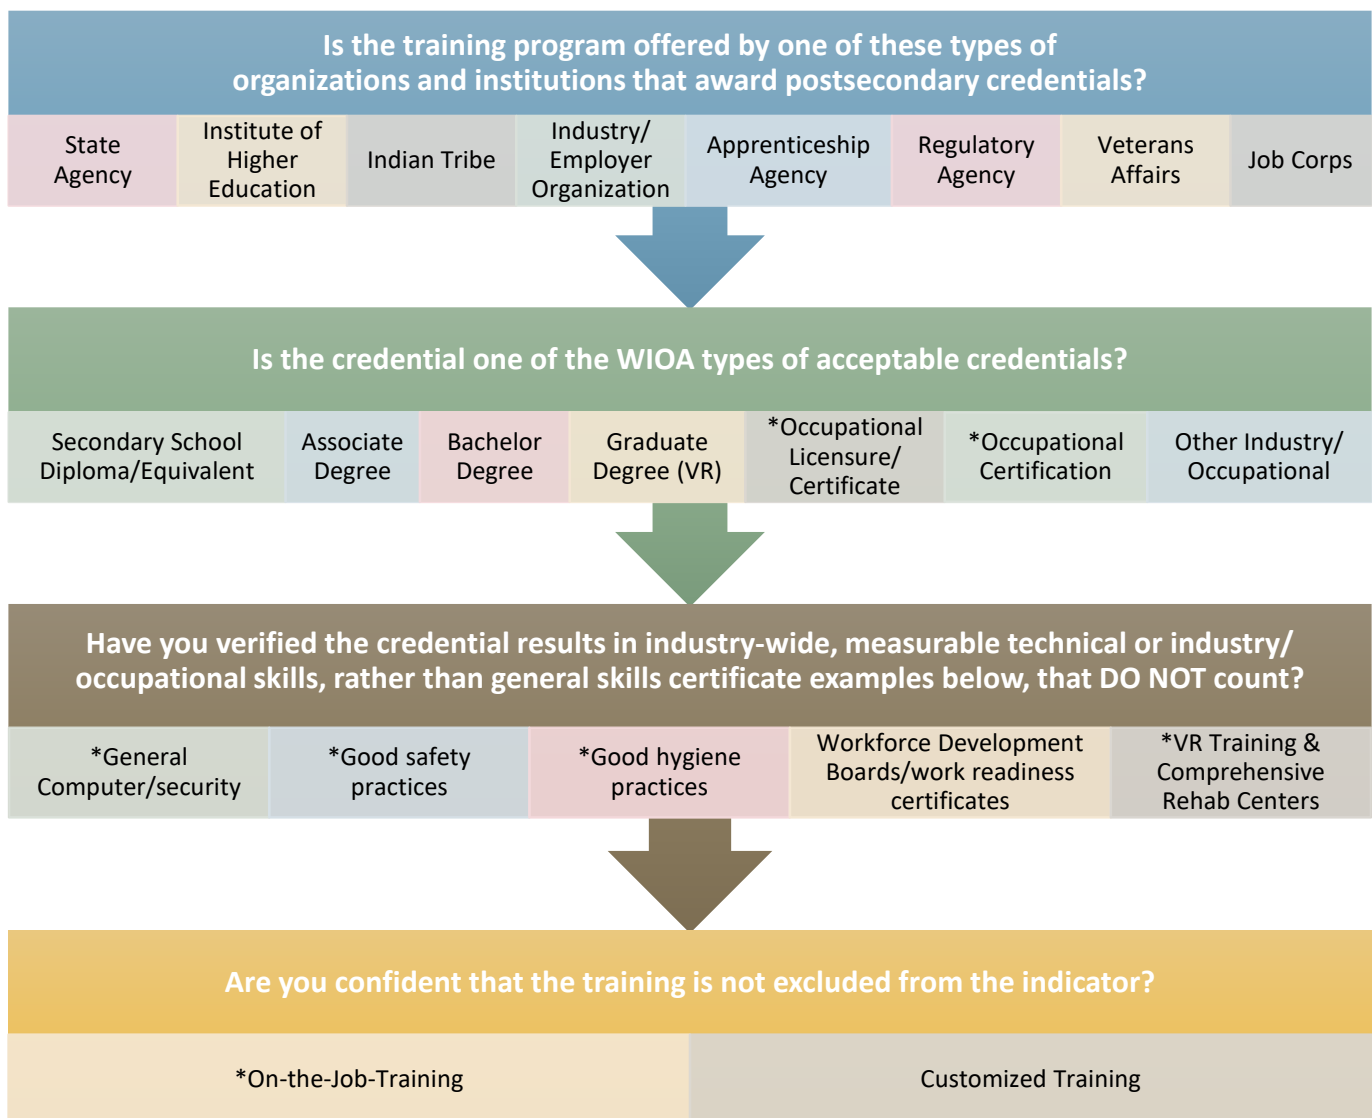 Is the training program offered by one of these types of
organizations and institutions that award postsecondary credentials?
State
Agency
Institute of
Higher
Education
Indian Tribe
Industry/
Employer
Organization
Apprenticeship
Agency
Regulatory
Agency
Veterans
Affairs
Job Corps
Is the credential one of the WIOA types of acceptable credentials?
Secondary School
Diploma/Equivalent
Associate
Degree
Bachelor
Degree
Graduate
Degree (VR)
*Occupational
Licensure/
Certificate
*Occupational
Certification
Other Industry/
Occupational
Have you verified the credential results in industry-wide, measurable technical or industry/
occupational skills, rather than general skills certificate examples below, that DO NOT count?
*General
Computer/security
*Good safety
practices
*Good hygiene
practices
Workforce Development
Boards/work readiness
certificates
*VR Training &
Comprehensive
Rehab Centers
Are you confident that the training is not excluded from the indicator?
*On-the-Job-Training
Customized Training